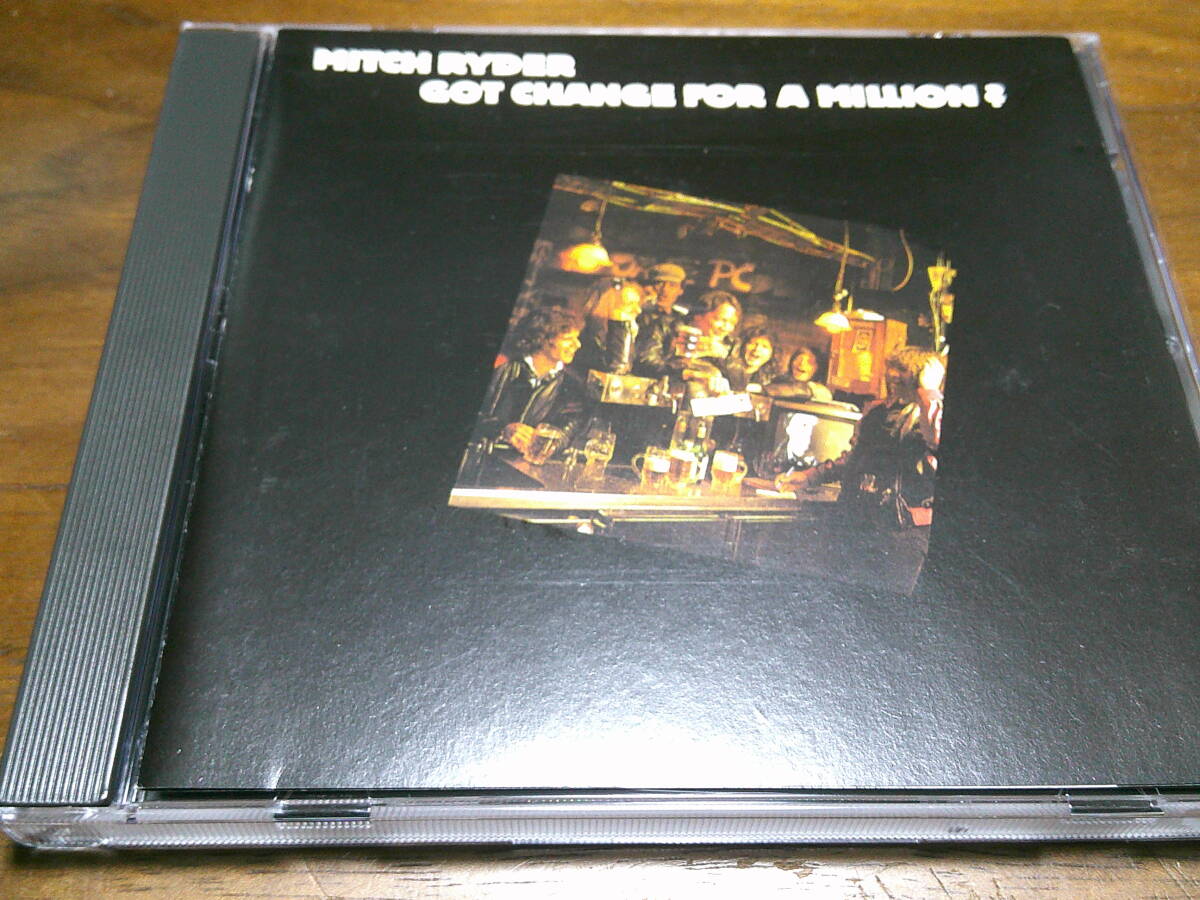 MITCH RYDER
GOT CHANGE FOR A MILLION?
PC